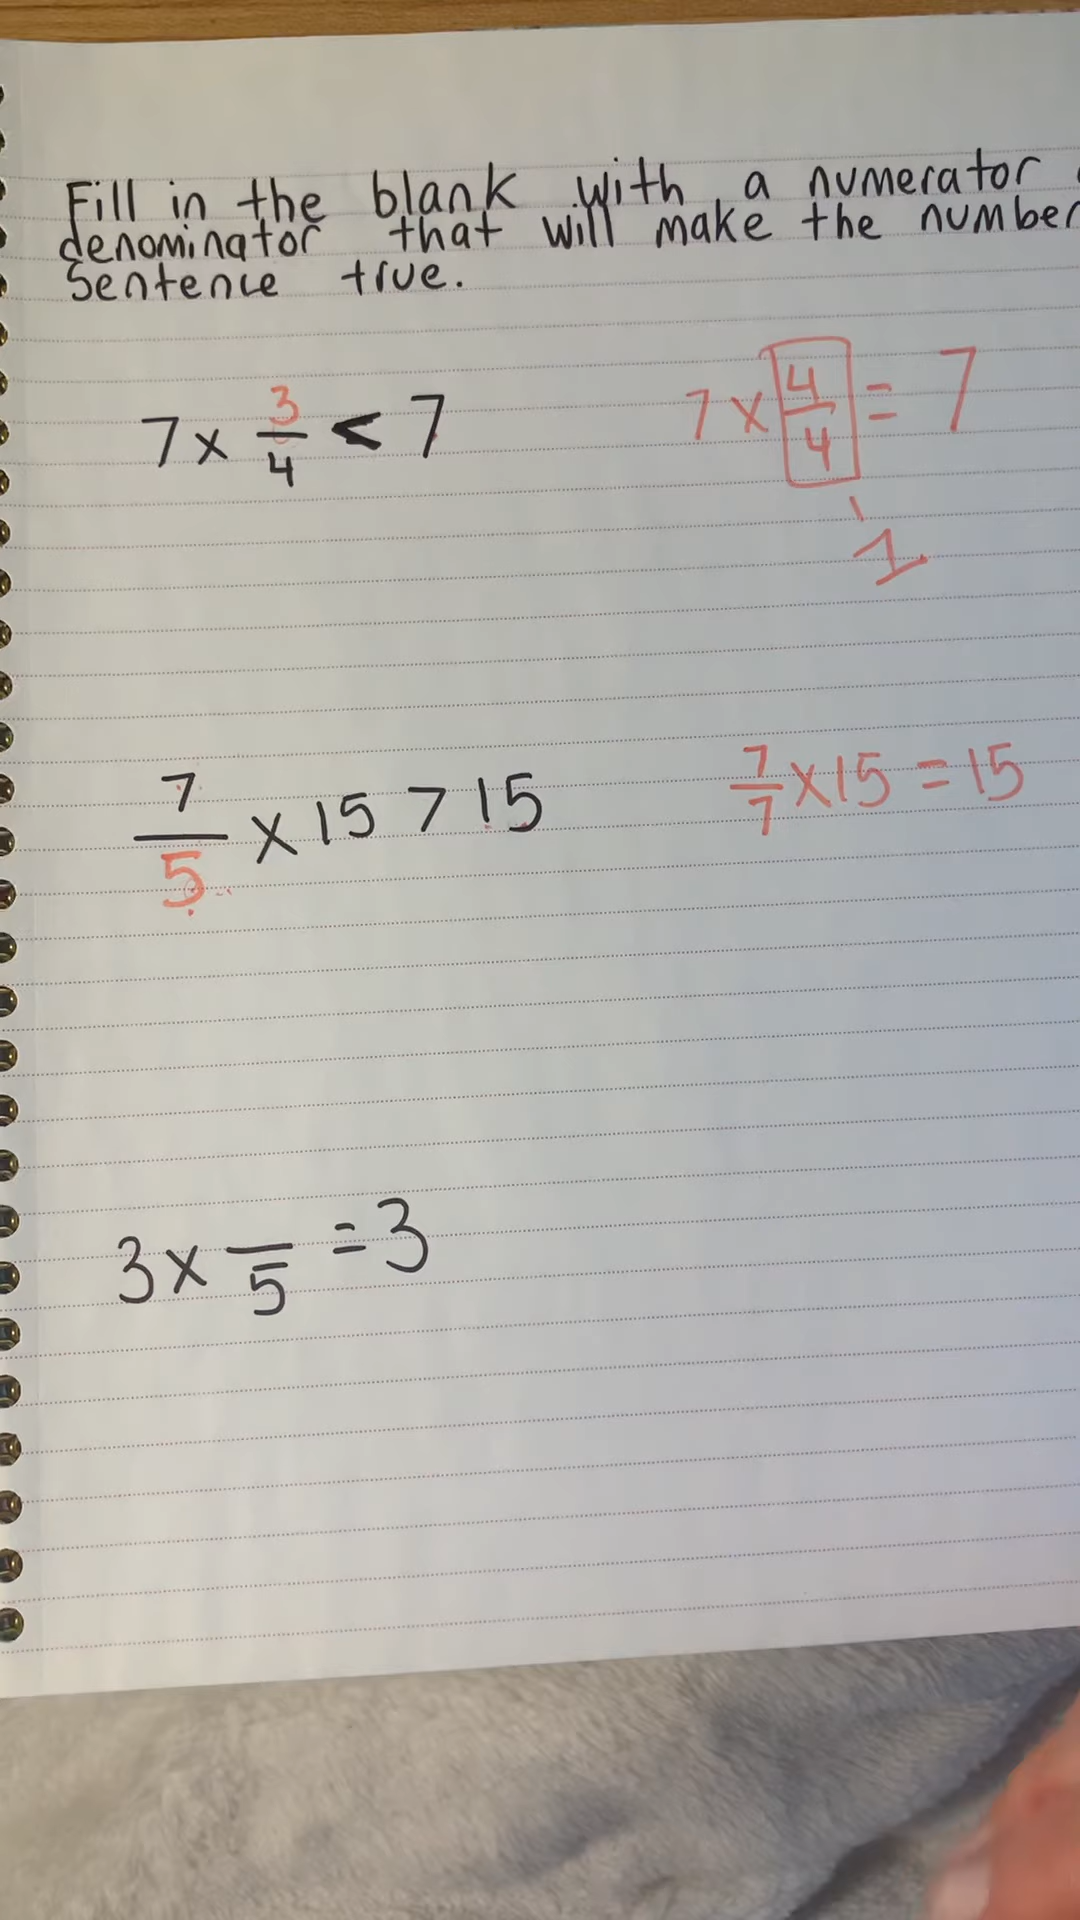 Fill in the blank with a numerator
denominator that will make the number
Sentence true.
7 × 3/4 < 7
7 × 4/4 = 7
1
7/5 × 15 > 15
7/7 × 15 = 15
3 × _/5 = 3